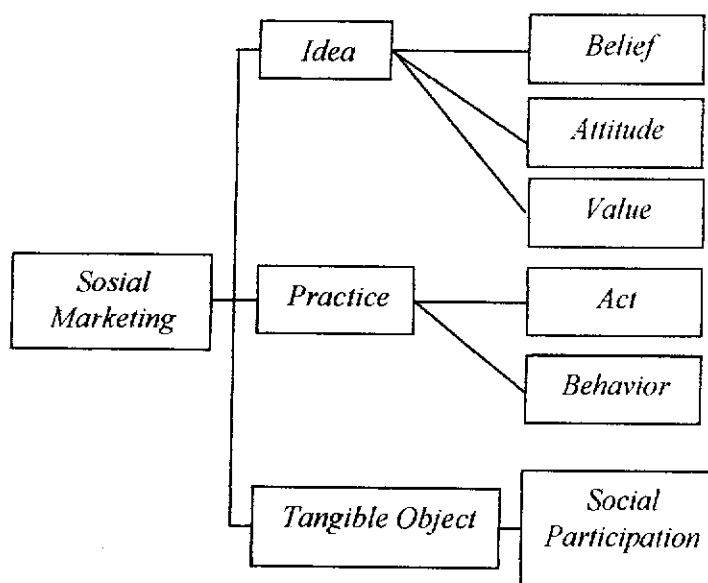 Idea
Belief
Attitude
Value
Sosial
Marketing
Practice
Act
Behavior
Tangible Object
Social
Participation